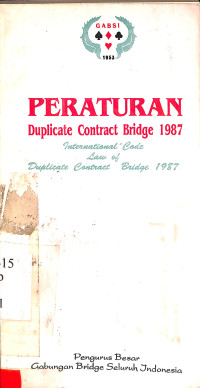 GABSI
1953
PERATURAN
Duplicate Contract Bridge 1987
International Code
Law of
Duplicate Contract Bridge 1987
15
Pengurus Besar
Gabungan Bridge Seluruh Indonesia